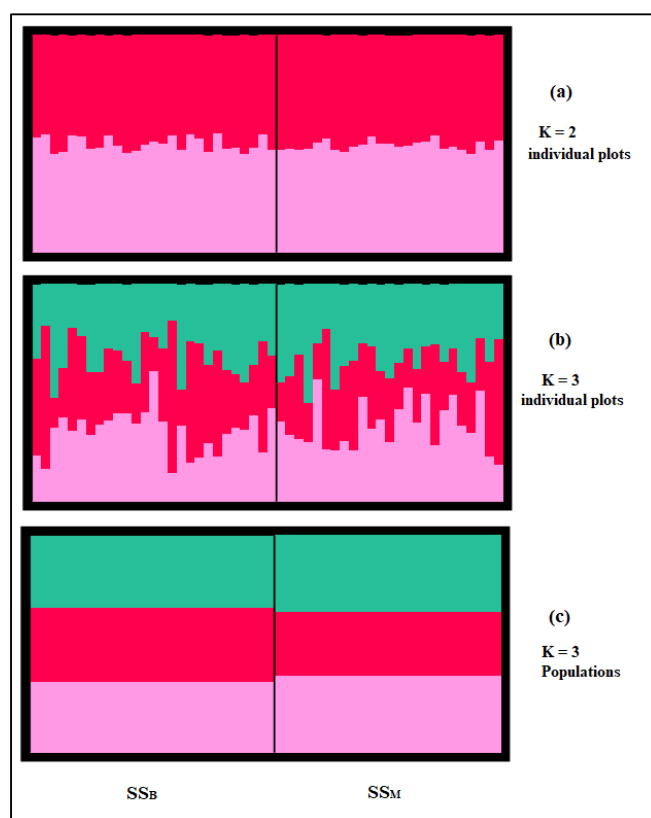 (a)
K = 2
individual plots
(b)
K = 3
individual plots
(c)
K = 3
Populations
SSB
SSM